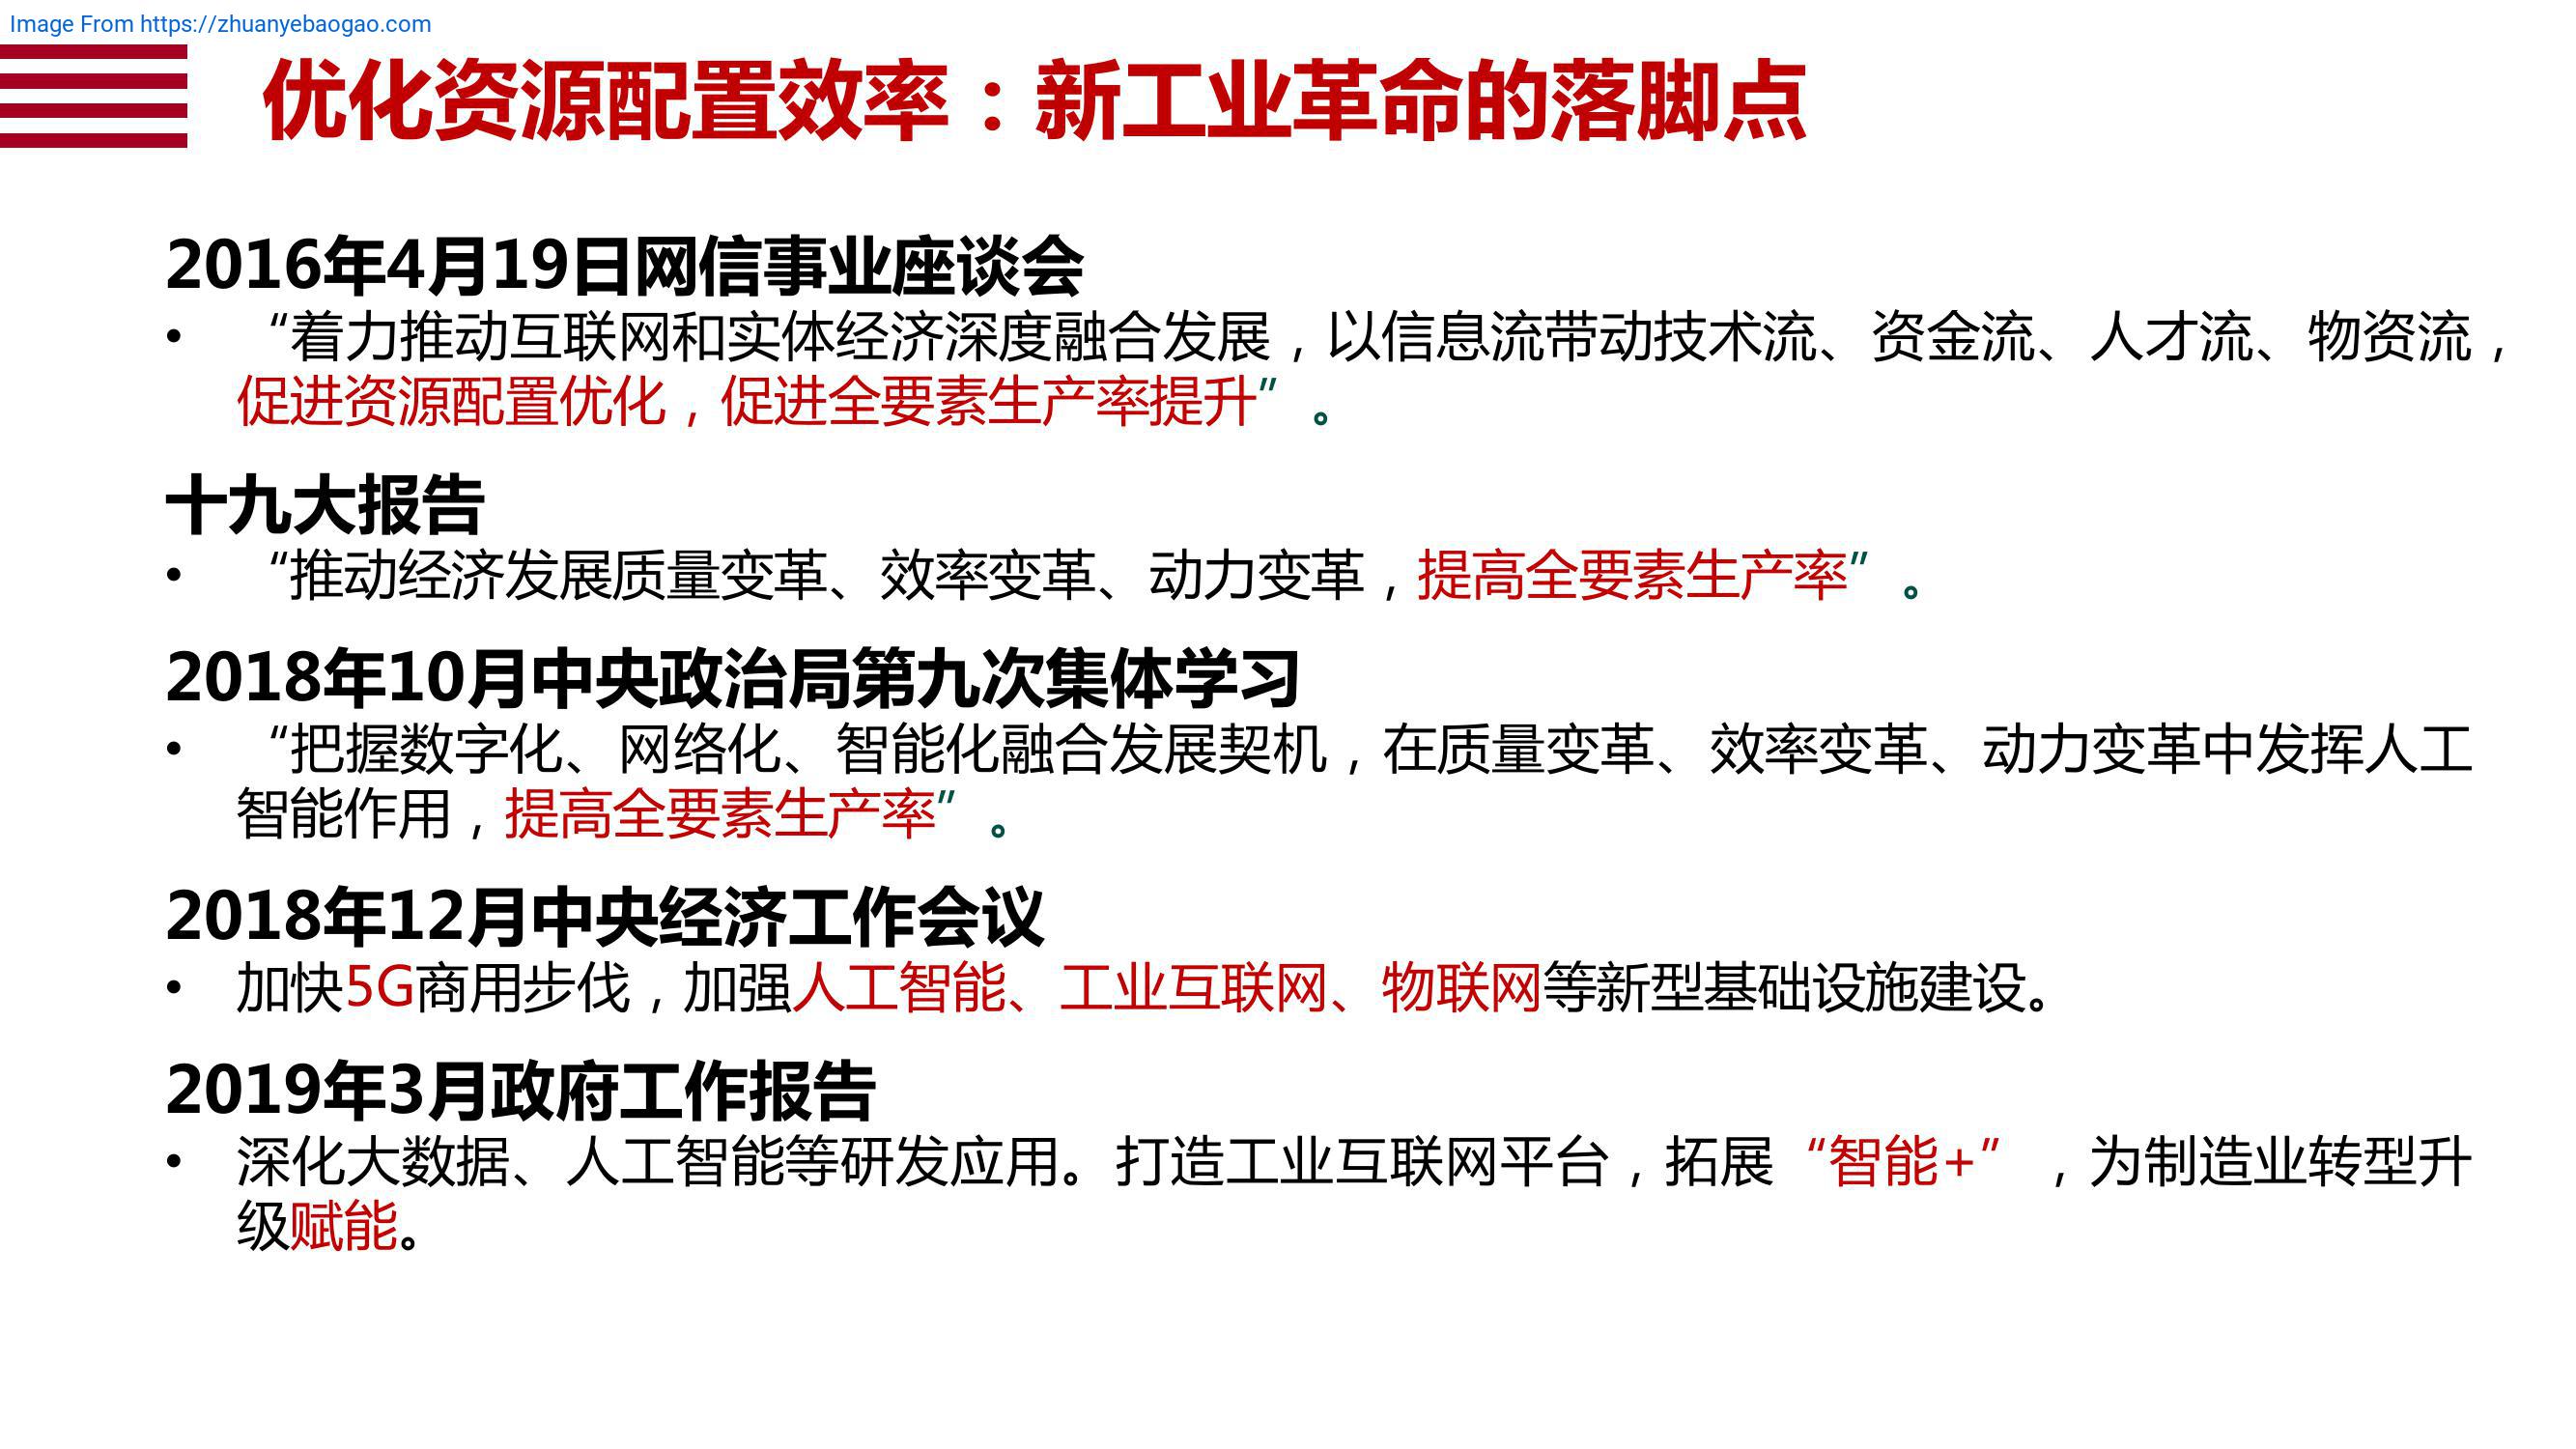 Image From https://zhuanyebaogao.com
优化资源配置效率：新工业革命的落脚点
2016年4月19日网信事业座谈会
• “着力推动互联网和实体经济深度融合发展，以信息流带动技术流、资金流、人才流、物资流，
促进资源配置优化，促进全要素生产率提升”。
十九大报告
• “推动经济发展质量变革、效率变革、动力变革，提高全要素生产率”。
2018年10月中央政治局第九次集体学习
• “把握数字化、网络化、智能化融合发展契机，在质量变革、效率变革、动力变革中发挥人工
智能作用，提高全要素生产率”。
2018年12月中央经济工作会议
• 加快5G商用步伐，加强人工智能、工业互联网、物联网等新型基础设施建设。
2019年3月政府工作报告
• 深化大数据、人工智能等研发应用。打造工业互联网平台，拓展“智能+”，为制造业转型升
级赋能。